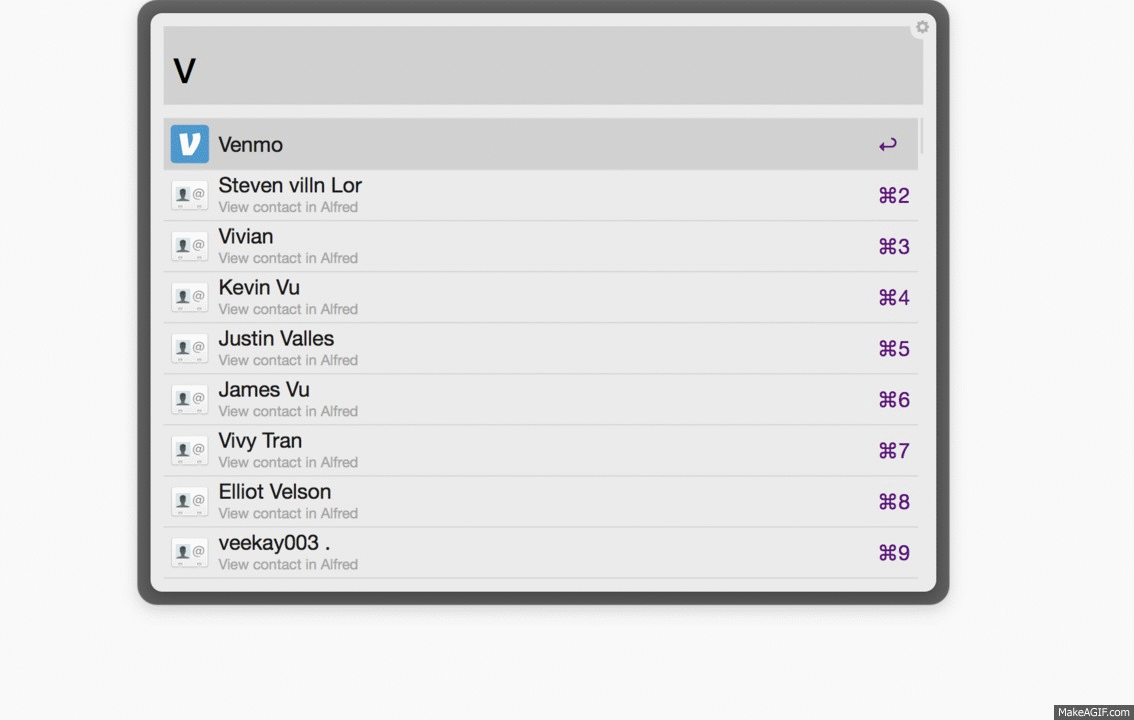 V
Venmo
Steven villn Lor
View contact in Alfred
⌘2
Vivian
View contact in Alfred
⌘3
Kevin Vu
View contact in Alfred
⌘4
Justin Valles
View contact in Alfred
⌘5
James Vu
View contact in Alfred
⌘6
Vivy Tran
View contact in Alfred
⌘7
Elliot Velson
View contact in Alfred
⌘8
veekay003 .
View contact in Alfred
⌘9
MakeAGIF.com